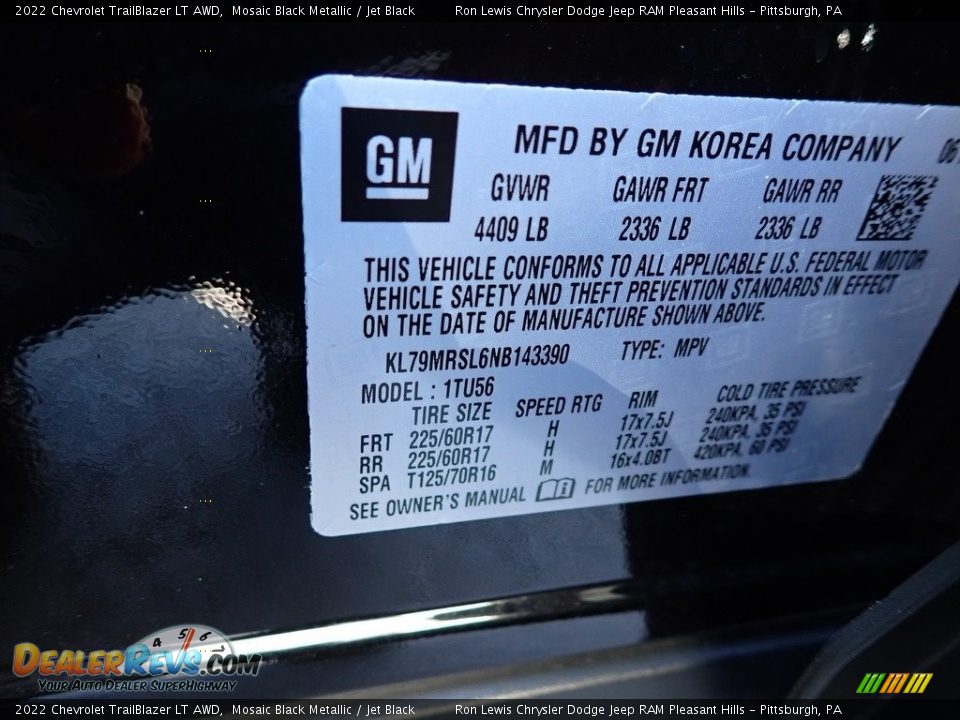 2022 Chevrolet TrailBlazer LT AWD, Mosaic Black Metallic / Jet Black Ron Lewis Chrysler Dodge Jeep RAM Pleasant Hills - Pittsburgh, PA
GM
MFD BY GM KOREA COMPANY
GVWR GAWR FRT GAWR RR
4409 LB 2336 LB 2336 LB
THIS VEHICLE CONFORMS TO ALL APPLICABLE U.S. FEDERAL MOTOR
VEHICLE SAFETY AND THEFT PREVENTION STANDARDS IN EFFECT
ON THE DATE OF MANUFACTURE SHOWN ABOVE.
KL79MRSL6NB143390 TYPE: MPV
MODEL : 1TU56
TIRE SIZE SPEED RTG RIM COLD TIRE PRESSURE
FRT 225/60R17 H 17x7.5J 240KPA, 35 PSI
RR 225/60R17 H 17x7.5J 240KPA, 35 PSI
SPA T125/70R16 M 16x4.0BT 420KPA, 60 PSI
SEE OWNER'S MANUAL FOR MORE INFORMATION.
4 5 6
DEALERREVS.COM
YOUR AUTO DEALER SUPERHIGHWAY
2022 Chevrolet TrailBlazer LT AWD, Mosaic Black Metallic / Jet Black Ron Lewis Chrysler Dodge Jeep RAM Pleasant Hills - Pittsburgh, PA